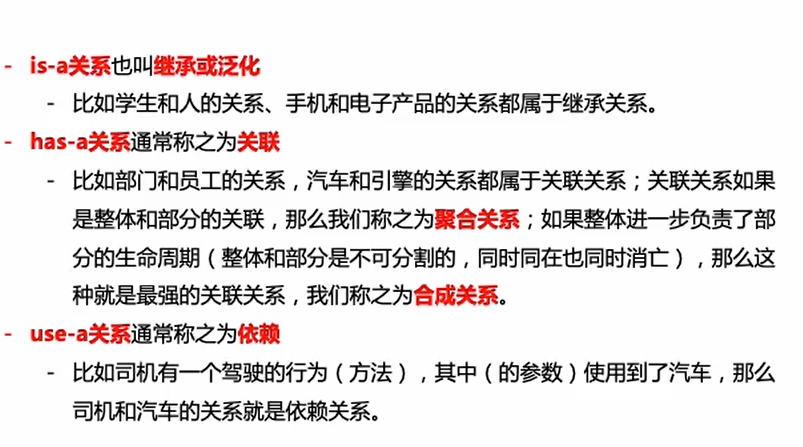 - is-a关系也叫继承或泛化
- 比如学生和人的关系、手机和电子产品的关系都属于继承关系。
- has-a关系通常称之为关联
- 比如部门和员工的关系，汽车和引擎的关系都属于关联关系；关联关系如果
是整体和部分的关联，那么我们称之为聚合关系；如果整体进一步负责了部
分的生命周期（整体和部分是不可分割的，同时同在也同时消亡），那么这
种就是最强的关联关系，我们称之为合成关系。
- use-a关系通常称之为依赖
- 比如司机有一个驾驶的行为（方法），其中（的参数）使用到了汽车，那么
司机和汽车的关系就是依赖关系。